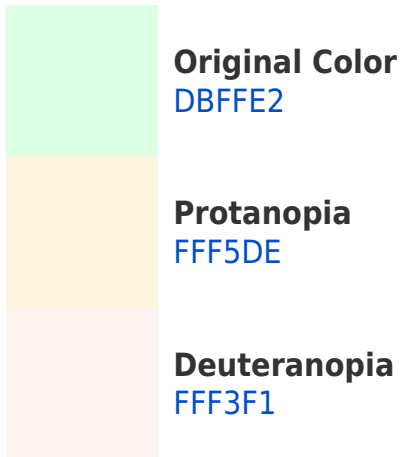 Original Color
DBFFE2
Protanopia
FFF5DE
Deuteranopia
FFF3F1